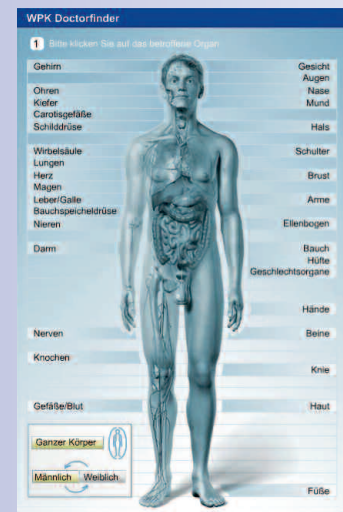 WPK Doctorfinder
1 Bitte klicken Sie auf das betroffene Organ
Gehirn
Ohren
Kiefer
Carotisgefäße
Schilddrüse
Wirbelsäule
Lungen
Herz
Magen
Leber/Galle
Bauchspeicheldrüse
Nieren
Darm
Nerven
Knochen
Gefäße/Blut
Gesicht
Augen
Nase
Mund
Hals
Schulter
Brust
Arme
Ellenbogen
Bauch
Hüfte
Geschlechtsorgane
Hände
Beine
Knie
Haut
Füße
Ganzer Körper
Männlich Weiblich